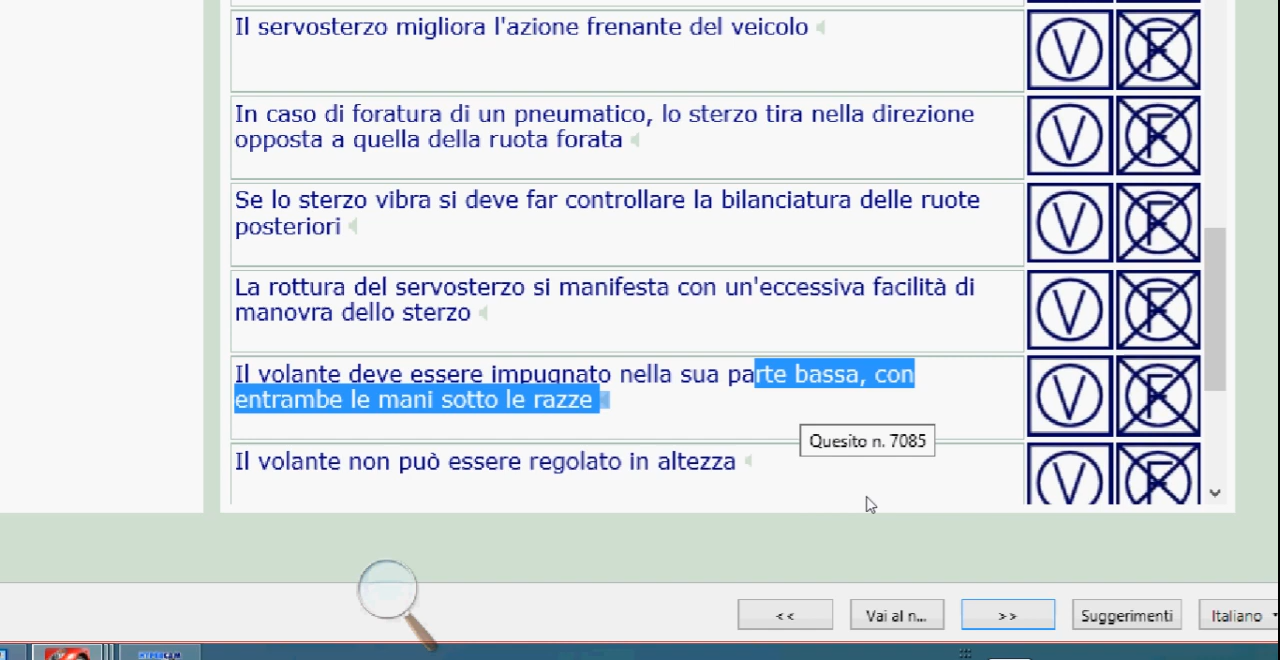 Il servosterzo migliora l'azione frenante del veicolo
V F
In caso di foratura di un pneumatico, lo sterzo tira nella direzione
opposta a quella della ruota forata
V F
Se lo sterzo vibra si deve far controllare la bilanciatura delle ruote
posteriori
V F
La rottura del servosterzo si manifesta con un'eccessiva facilità di
manovra dello sterzo
V F
Il volante deve essere impugnato nella sua parte bassa, con
entrambe le mani sotto le razze
V F
Quesito n. 7085
Il volante non può essere regolato in altezza
V F
<< Vai al n... >> Suggerimenti Italiano